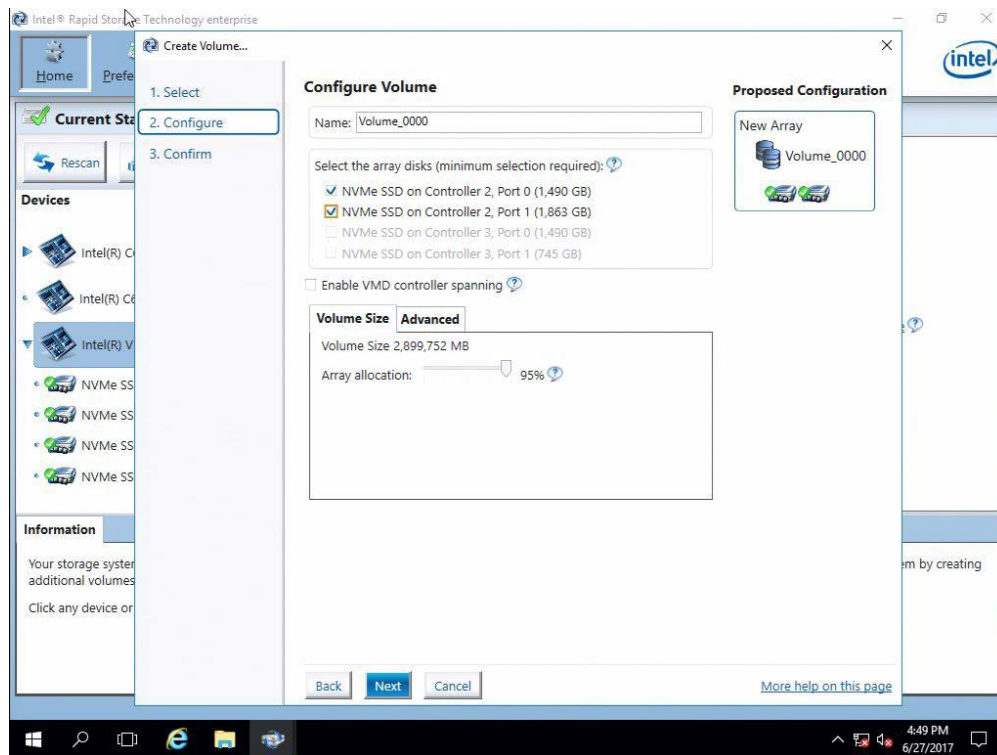 Intel® Rapid Storage Technology enterprise
Home
Prefe
intel
Current Sta
Rescan
Devices
Intel(R) C
Intel(R) C6
Intel(R) V
NVMe SS
NVMe SS
NVMe SS
NVMe SS
Information
Your storage system
additional volumes
Click any device or
em by creating
Create Volume...
1. Select
2. Configure
3. Confirm
Configure Volume
Name: Volume_0000
Select the array disks (minimum selection required):
NVMe SSD on Controller 2, Port 0 (1,490 GB)
NVMe SSD on Controller 2, Port 1 (1,863 GB)
NVMe SSD on Controller 3, Port 0 (1,490 GB)
NVMe SSD on Controller 3, Port 1 (745 GB)
Enable VMD controller spanning
Volume Size Advanced
Volume Size 2,899,752 MB
Array allocation: 95%
Proposed Configuration
New Array
Volume_0000
Back Next Cancel
More help on this page
4:49 PM
6/27/2017